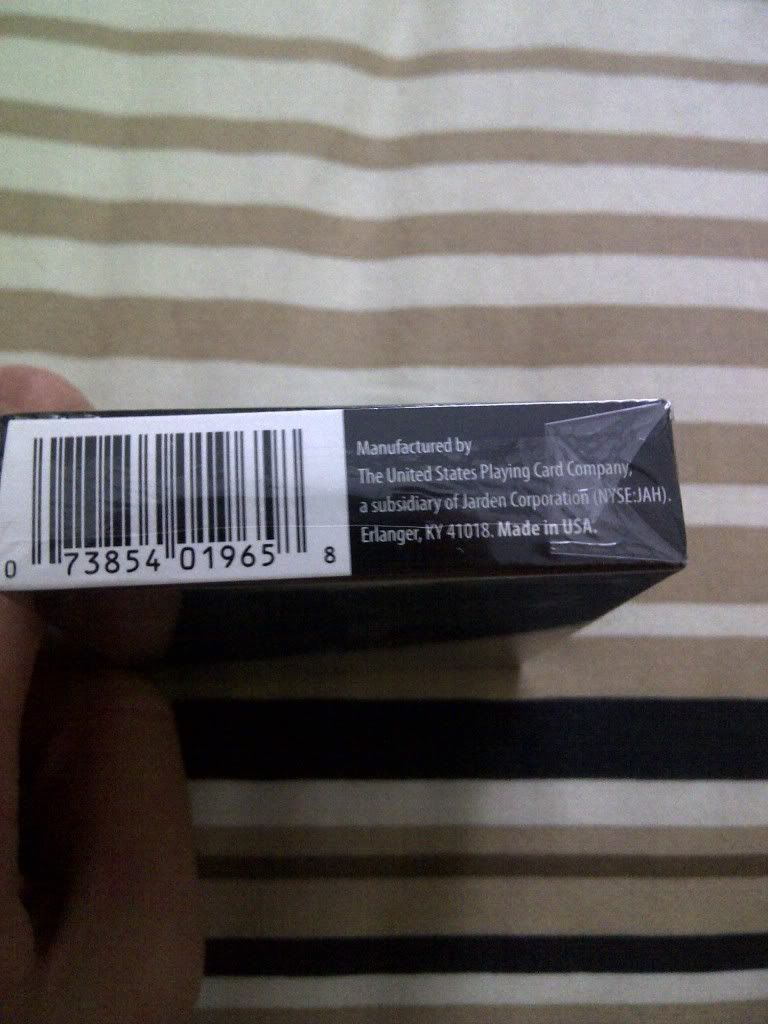 0 73854 01965 8
Manufactured by
The United States Playing Card Company,
a subsidiary of Jarden Corporation (NYSE:JAH).
Erlanger, KY 41018. Made in USA.